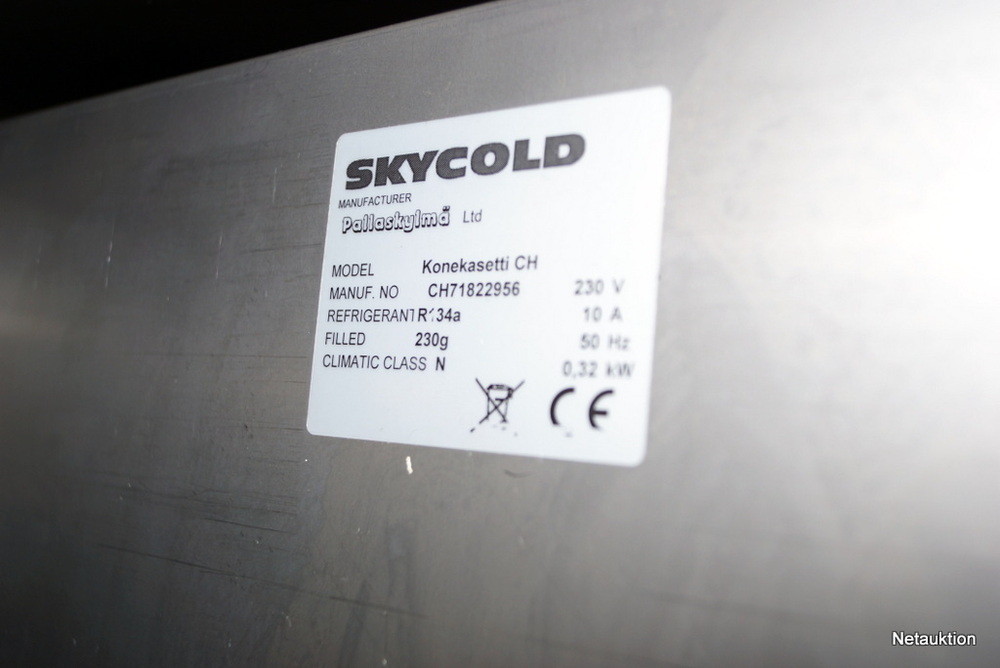 SKYCOLD
MANUFACTURER
Pallaskylmä Ltd
MODEL Konekasetti CH
MANUF. NO CH71822956 230 V
REFRIGERANT R134a 10 A
FILLED 230g 50 Hz
CLIMATIC CLASS N 0,32 kW
CE
Netauktion